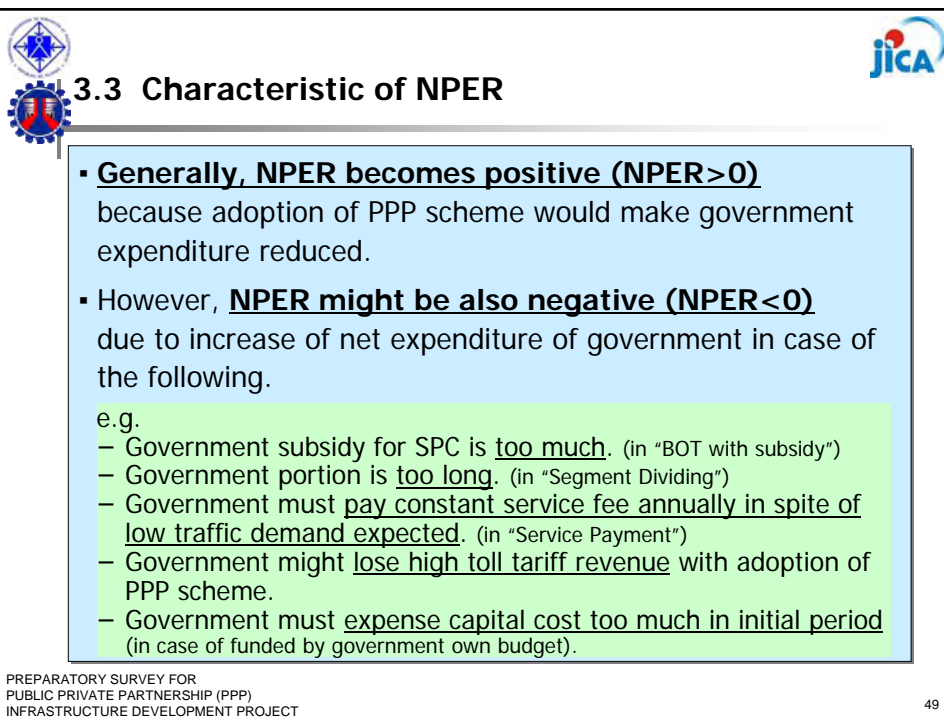 jICA
3.3 Characteristic of NPER
▪ Generally, NPER becomes positive (NPER>0)
because adoption of PPP scheme would make government
expenditure reduced.
▪ However, NPER might be also negative (NPER<0)
due to increase of net expenditure of government in case of
the following.
e.g.
– Government subsidy for SPC is too much. (in “BOT with subsidy”)
– Government portion is too long. (in “Segment Dividing”)
– Government must pay constant service fee annually in spite of
low traffic demand expected. (in “Service Payment”)
– Government might lose high toll tariff revenue with adoption of
PPP scheme.
– Government must expense capital cost too much in initial period
(in case of funded by government own budget).
PREPARATORY SURVEY FOR
PUBLIC PRIVATE PARTNERSHIP (PPP)
INFRASTRUCTURE DEVELOPMENT PROJECT
49